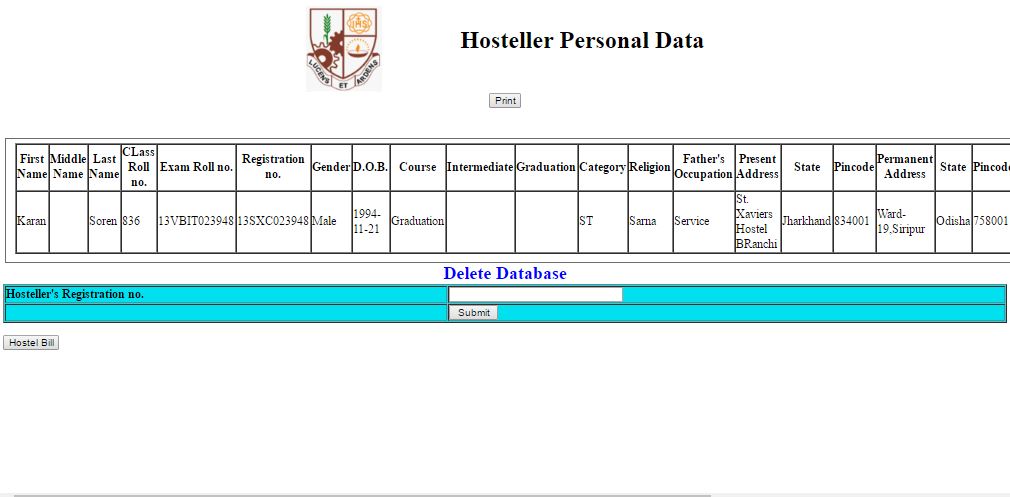 LUCENS ET ARDENS
IHS
Hosteller Personal Data
Print
First Name Middle Name Last Name CLass Roll no. Exam Roll no. Registration no. Gender D.O.B. Course Intermediate Graduation Category Religion Father's Occupation Present Address State Pincode Permanent Address State Pincode
Karan Soren 836 13VBIT023948 13SXC023948 Male 1994-11-21 Graduation ST Sarna Service St. Xaviers Hostel BRanchi Jharkhand 834001 Ward-19,Siripur Odisha 758001
Delete Database
Hosteller's Registration no.
Submit
Hostel Bill